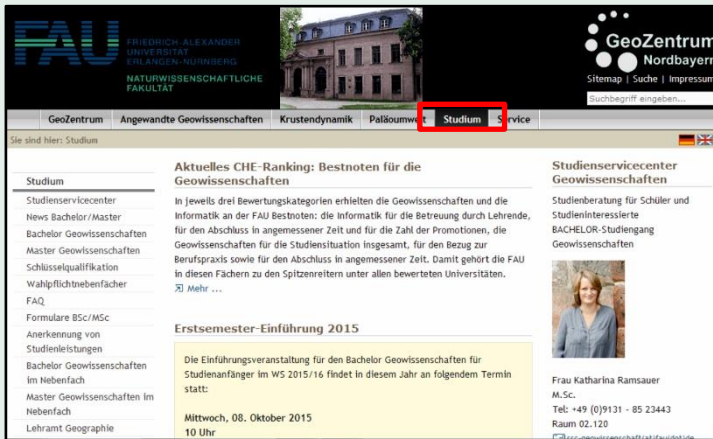 FAU
FRIEDRICH-ALEXANDER
UNIVERSITÄT
ERLANGEN-NÜRNBERG
NATURWISSENSCHAFTLICHE
FAKULTÄT
GeoZentrum
Nordbayern
Sitemap | Suche | Impressum
Suchbegriff eingeben...
GeoZentrum Angewandte Geowissenschaften Krustendynamik Paläoumwelt Studium Service
Sie sind hier: Studium
Studium
Studienservicecenter
News Bachelor/Master
Bachelor Geowissenschaften
Master Geowissenschaften
Schlüsselqualifikation
Wahlpflichtnebenfächer
FAQ
Formulare BSc/MSc
Anerkennung von
Studienleistungen
Bachelor Geowissenschaften
im Nebenfach
Master Geowissenschaften im
Nebenfach
Lehramt Geographie
Aktuelles CHE-Ranking: Bestnoten für die
Geowissenschaften
In jeweils drei Bewertungskategorien erhielten die Geowissenschaften und die
Informatik an der FAU Bestnoten: die Informatik für die Betreuung durch Lehrende,
für den Abschluss in angemessener Zeit und für die Zahl der Promotionen, die
Geowissenschaften für die Studiensituation insgesamt, für den Bezug zur
Berufspraxis sowie für den Abschluss in angemessener Zeit. Damit gehört die FAU
in diesen Fächern zu den Spitzenreitern unter allen bewerteten Universitäten.
Mehr ...
Erstsemester-Einführung 2015
Die Einführungsveranstaltung für den Bachelor Geowissenschaften für
Studienanfänger im WS 2015/16 findet in diesem Jahr an folgendem Termin
statt:
Mittwoch, 08. Oktober 2015
10 Uhr
Studienservicecenter
Geowissenschaften
Studienberatung für Schüler und
Studieninteressierte
BACHELOR-Studiengang
Geowissenschaften
Frau Katharina Ramsauer
M.Sc.
Tel: +49 (0)9131 - 85 23443
Raum 02.120